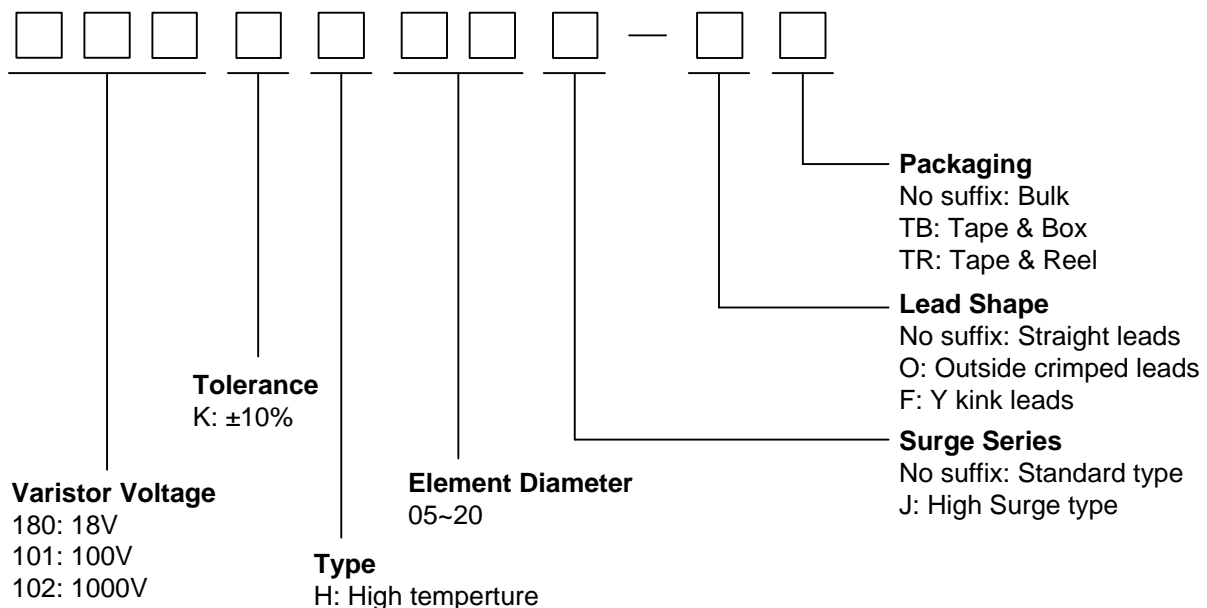 Packaging
No suffix: Bulk
TB: Tape & Box
TR: Tape & Reel
Lead Shape
No suffix: Straight leads
O: Outside crimped leads
F: Y kink leads
Surge Series
No suffix: Standard type
J: High Surge type
Element Diameter
05~20
Type
H: High temperture
Tolerance
K: ±10%
Varistor Voltage
180: 18V
101: 100V
102: 1000V